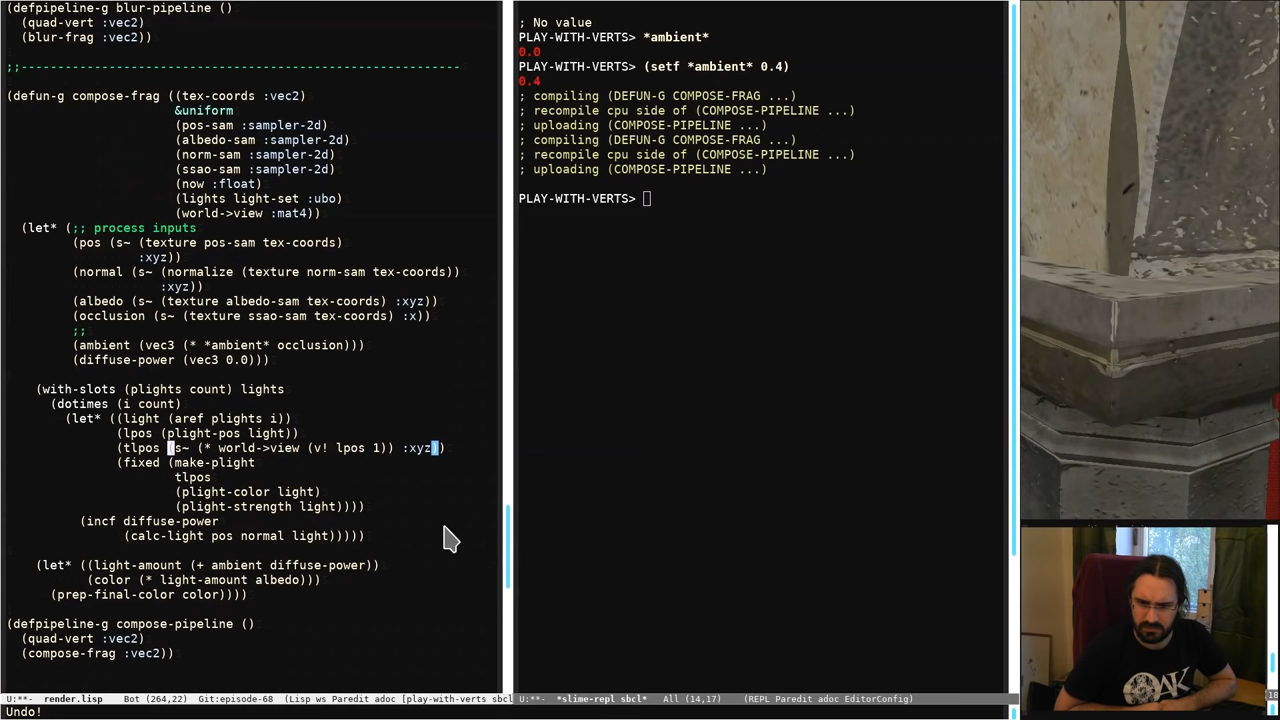 (defpipeline-g blur-pipeline ()
  (quad-vert :vec2)
  (blur-frag :vec2))
;;------------------------------------------------------------
(defun-g compose-frag ((tex-coords :vec2)
                       &uniform
                       (pos-sam :sampler-2d)
                       (albedo-sam :sampler-2d)
                       (norm-sam :sampler-2d)
                       (ssao-sam :sampler-2d)
                       (now :float)
                       (lights light-set :ubo)
                       (world->view :mat4))
  (let* (;; process inputs
         (pos (s~ (texture pos-sam tex-coords)
                  :xyz))
         (normal (s~ (normalize (texture norm-sam tex-coords))
                     :xyz))
         (albedo (s~ (texture albedo-sam tex-coords) :xyz))
         (occlusion (s~ (texture ssao-sam tex-coords) :x))
         ;;
         (ambient (vec3 (* *ambient* occlusion)))
         (diffuse-power (vec3 0.0)))
    (with-slots (plights count) lights
      (dotimes (i count)
        (let* ((light (aref plights i))
               (lpos (plight-pos light))
               (tlpos (s~ (* world->view (v! lpos 1)) :xyz))
               (fixed (make-plight
                       tlpos
                       (plight-color light)
                       (plight-strength light))))
          (incf diffuse-power
                (calc-light pos normal light)))))
    (let* ((light-amount (+ ambient diffuse-power))
           (color (* light-amount albedo)))
      (prep-final-color color))))
(defpipeline-g compose-pipeline ()
  (quad-vert :vec2)
  (compose-frag :vec2))
U:**-  render.lisp    Bot (264,22)  Git:episode-68  (Lisp ws Paredit adoc [play-with-verts sbcl
Undo!
; No value
PLAY-WITH-VERTS> *ambient*
0.0
PLAY-WITH-VERTS> (setf *ambient* 0.4)
0.4
; compiling (DEFUN-G COMPOSE-FRAG ...)
; recompile cpu side of (COMPOSE-PIPELINE ...)
; uploading (COMPOSE-PIPELINE ...)
; compiling (DEFUN-G COMPOSE-FRAG ...)
; recompile cpu side of (COMPOSE-PIPELINE ...)
; uploading (COMPOSE-PIPELINE ...)
PLAY-WITH-VERTS>
U:**-  *slime-repl sbcl*   All (14,17)    (REPL Paredit adoc EditorConfig)
18